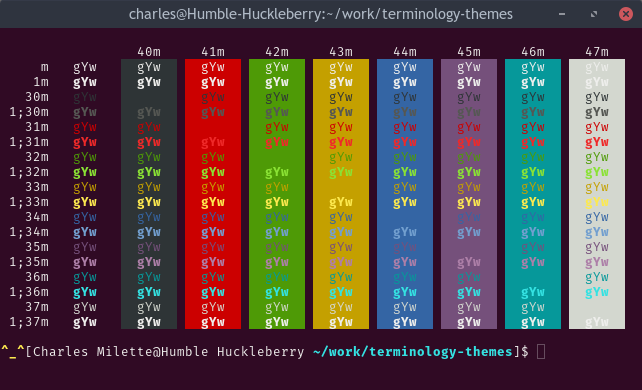 charles@Humble-Huckleberry:~/work/terminology-themes
40m 41m 42m 43m 44m 45m 46m 47m
m gYw gYw gYw gYw gYw gYw gYw gYw gYw
1m gYw gYw gYw gYw gYw gYw gYw gYw gYw
30m gYw gYw gYw gYw gYw gYw gYw gYw
1;30m gYw gYw gYw gYw gYw gYw gYw gYw gYw
31m gYw gYw gYw gYw gYw gYw gYw gYw
1;31m gYw gYw gYw gYw gYw gYw gYw gYw gYw
32m gYw gYw gYw gYw gYw gYw gYw gYw
1;32m gYw gYw gYw gYw gYw gYw gYw gYw gYw
33m gYw gYw gYw gYw gYw gYw gYw gYw
1;33m gYw gYw gYw gYw gYw gYw gYw gYw gYw
34m gYw gYw gYw gYw gYw gYw gYw gYw
1;34m gYw gYw gYw gYw gYw gYw gYw gYw gYw
35m gYw gYw gYw gYw gYw gYw gYw gYw
1;35m gYw gYw gYw gYw gYw gYw gYw gYw gYw
36m gYw gYw gYw gYw gYw gYw gYw gYw
1;36m gYw gYw gYw gYw gYw gYw gYw gYw gYw
37m gYw gYw gYw gYw gYw gYw gYw gYw
1;37m gYw gYw gYw gYw gYw gYw gYw gYw gYw
^_^[Charles Milette@Humble Huckleberry ~/work/terminology-themes]$